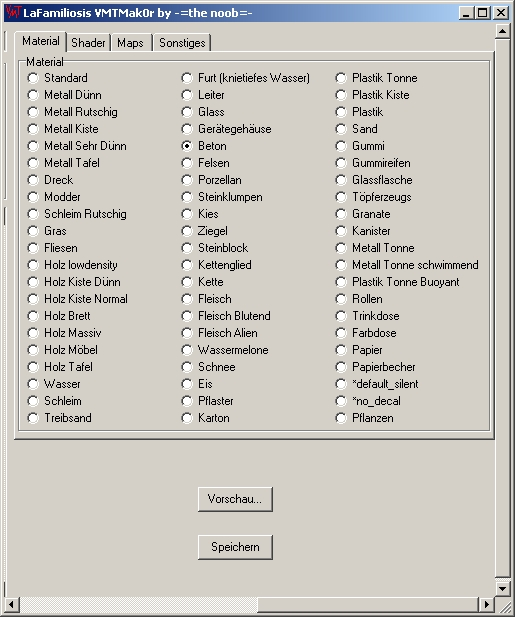 VMT LaFamiliosis VMTMak0r by -=the noob=-
Material Shader Maps Sonstiges
Material
Standard
Metall Dünn
Metall Rutschig
Metall Kiste
Metall Sehr Dünn
Metall Tafel
Dreck
Modder
Schleim Rutschig
Gras
Fliesen
Holz lowdensity
Holz Kiste Dünn
Holz Kiste Normal
Holz Brett
Holz Massiv
Holz Möbel
Holz Tafel
Wasser
Schleim
Treibsand
Furt (knietiefes Wasser)
Leiter
Glass
Gerätegehäuse
Beton
Felsen
Porzellan
Steinklumpen
Kies
Ziegel
Steinblock
Kettenglied
Kette
Fleisch
Fleisch Blutend
Fleisch Alien
Wassermelone
Schnee
Eis
Pflaster
Karton
Plastik Tonne
Plastik Kiste
Plastik
Sand
Gummi
Gummireifen
Glassflasche
Töpferzeugs
Granate
Kanister
Metall Tonne
Metall Tonne schwimmend
Plastik Tonne Buoyant
Rollen
Trinkdose
Farbdose
Papier
Papierbecher
*default_silent
*no_decal
Pflanzen
Vorschau...
Speichern